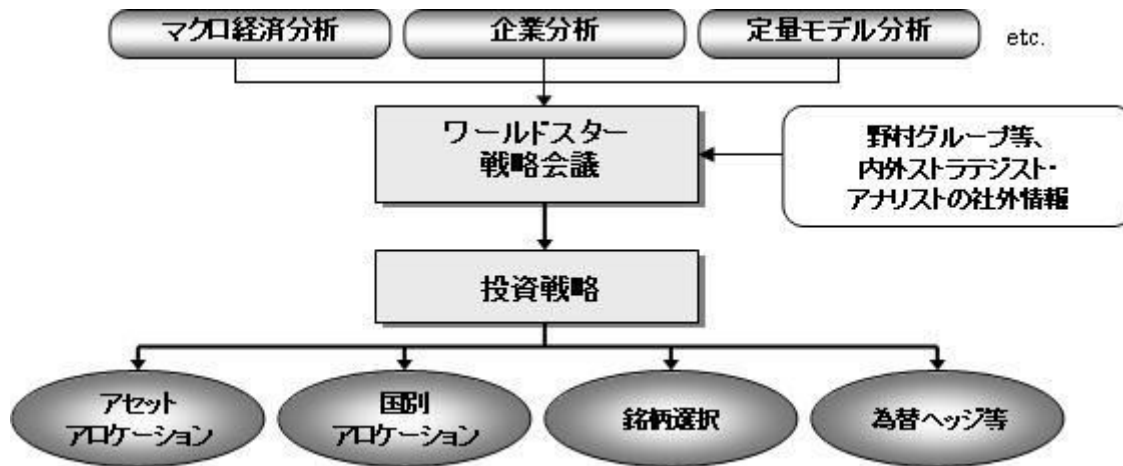 マクロ経済分析
企業分析
定量モデル分析
etc.
ワールドスター
戦略会議
野村グループ等、
内外ストラテジスト・
アナリストの社外情報
投資戦略
アセット
アロケーション
国別
アロケーション
銘柄選択
為替ヘッジ等